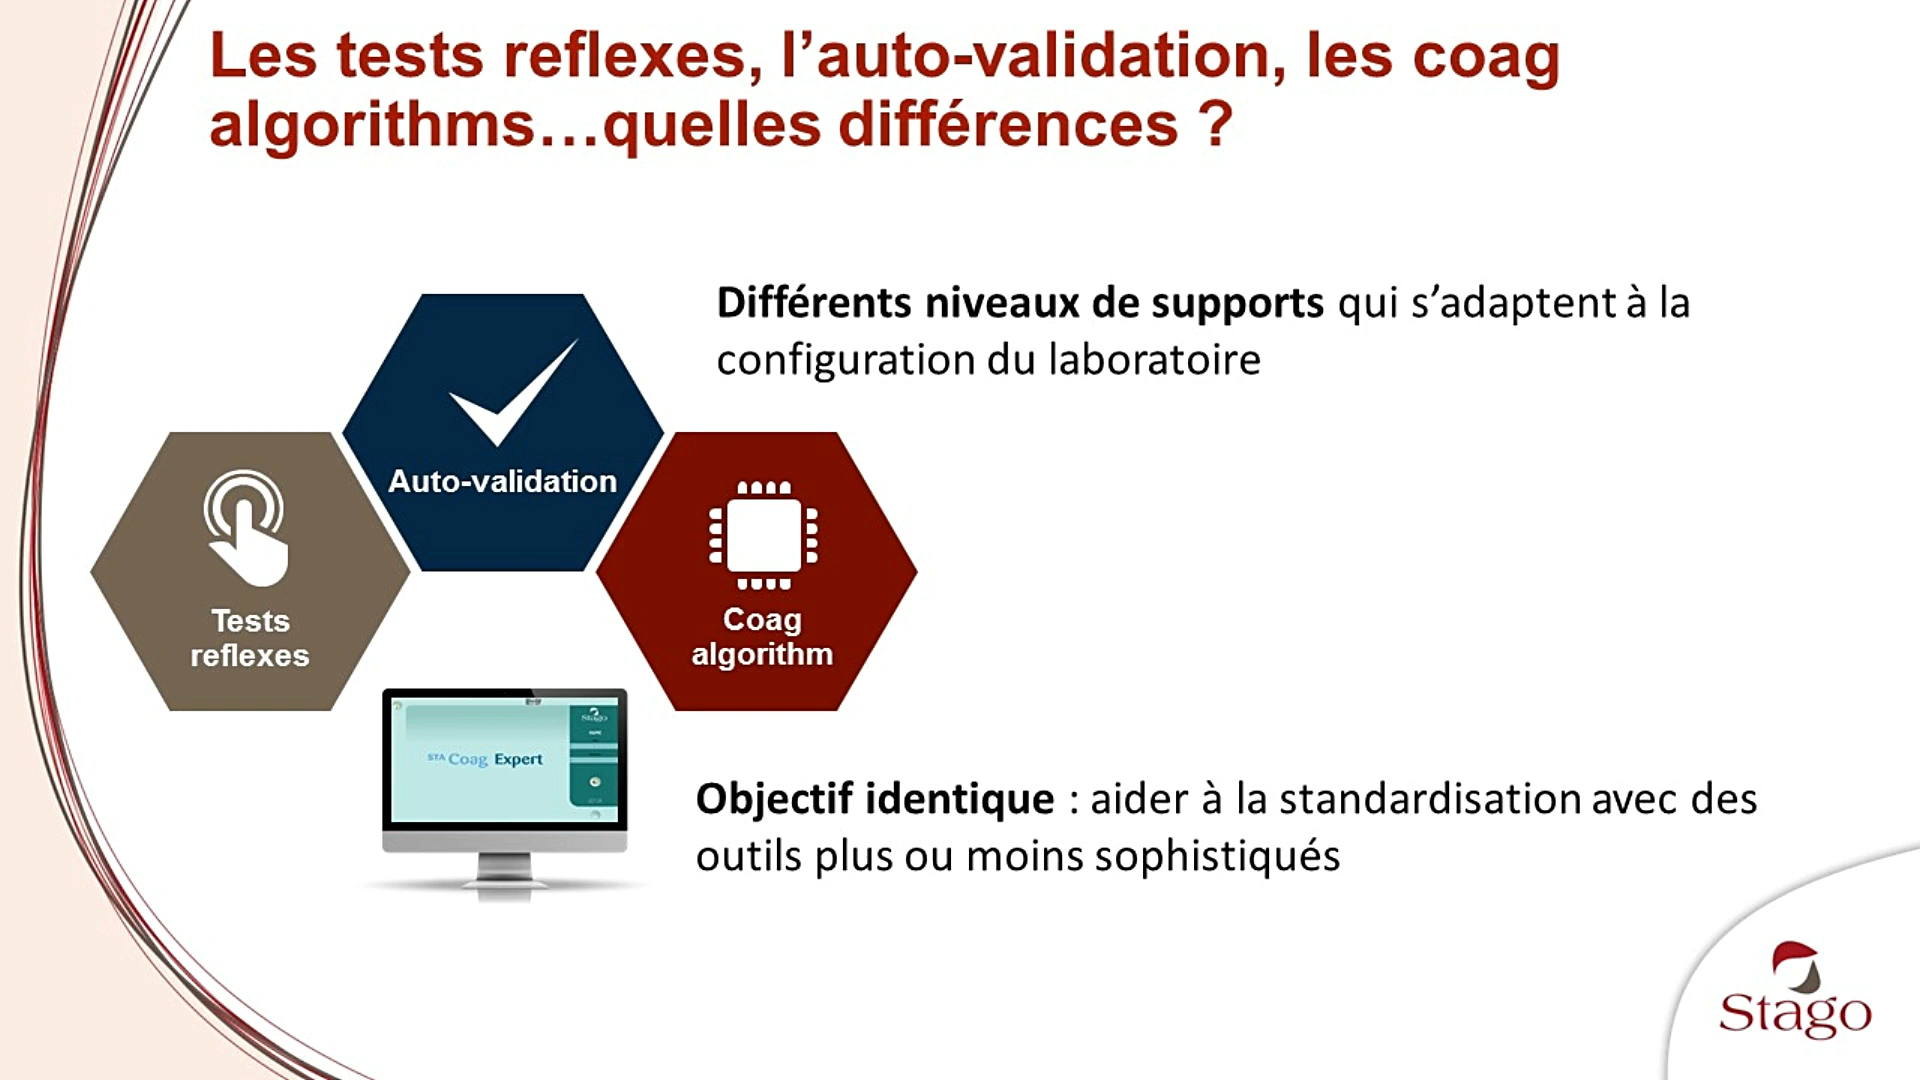 Les tests reflexes, l’auto-validation, les coag
algorithms…quelles différences ?
Différents niveaux de supports qui s’adaptent à la
configuration du laboratoire
Auto-validation
Tests
reflexes
Coag
algorithm
Stago
STA Coag Expert
Objectif identique : aider à la standardisation avec des
outils plus ou moins sophistiqués
Stago